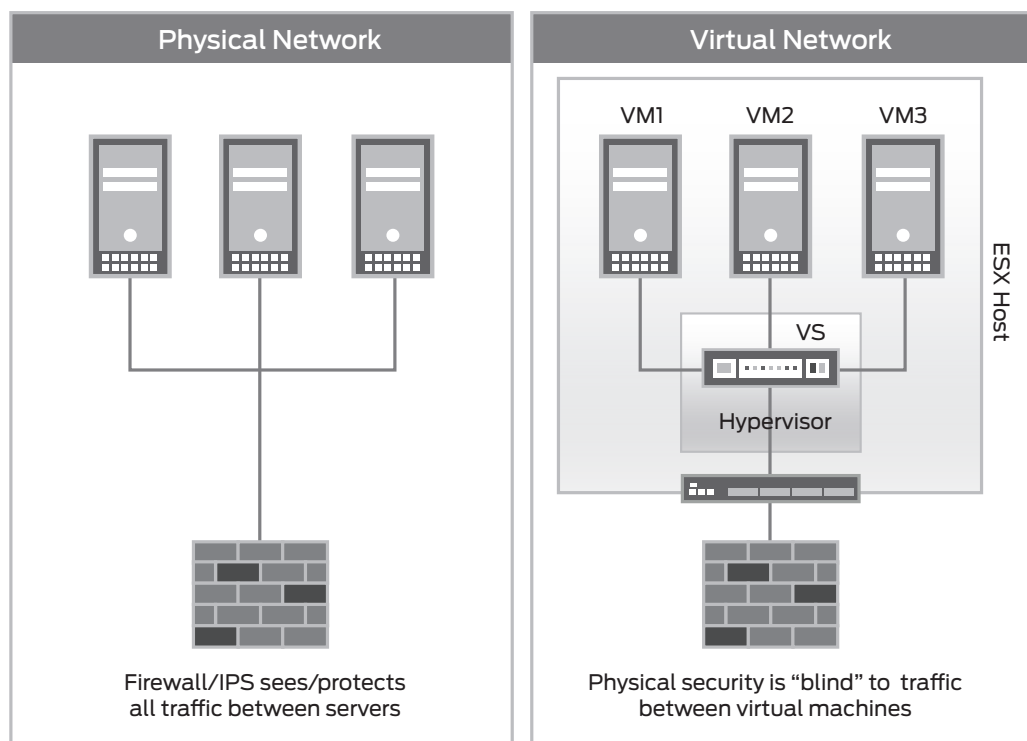 Physical Network
Firewall/IPS sees/protects
all traffic between servers
Virtual Network
VM1
VM2
VM3
VS
Hypervisor
ESX Host
Physical security is “blind” to traffic
between virtual machines